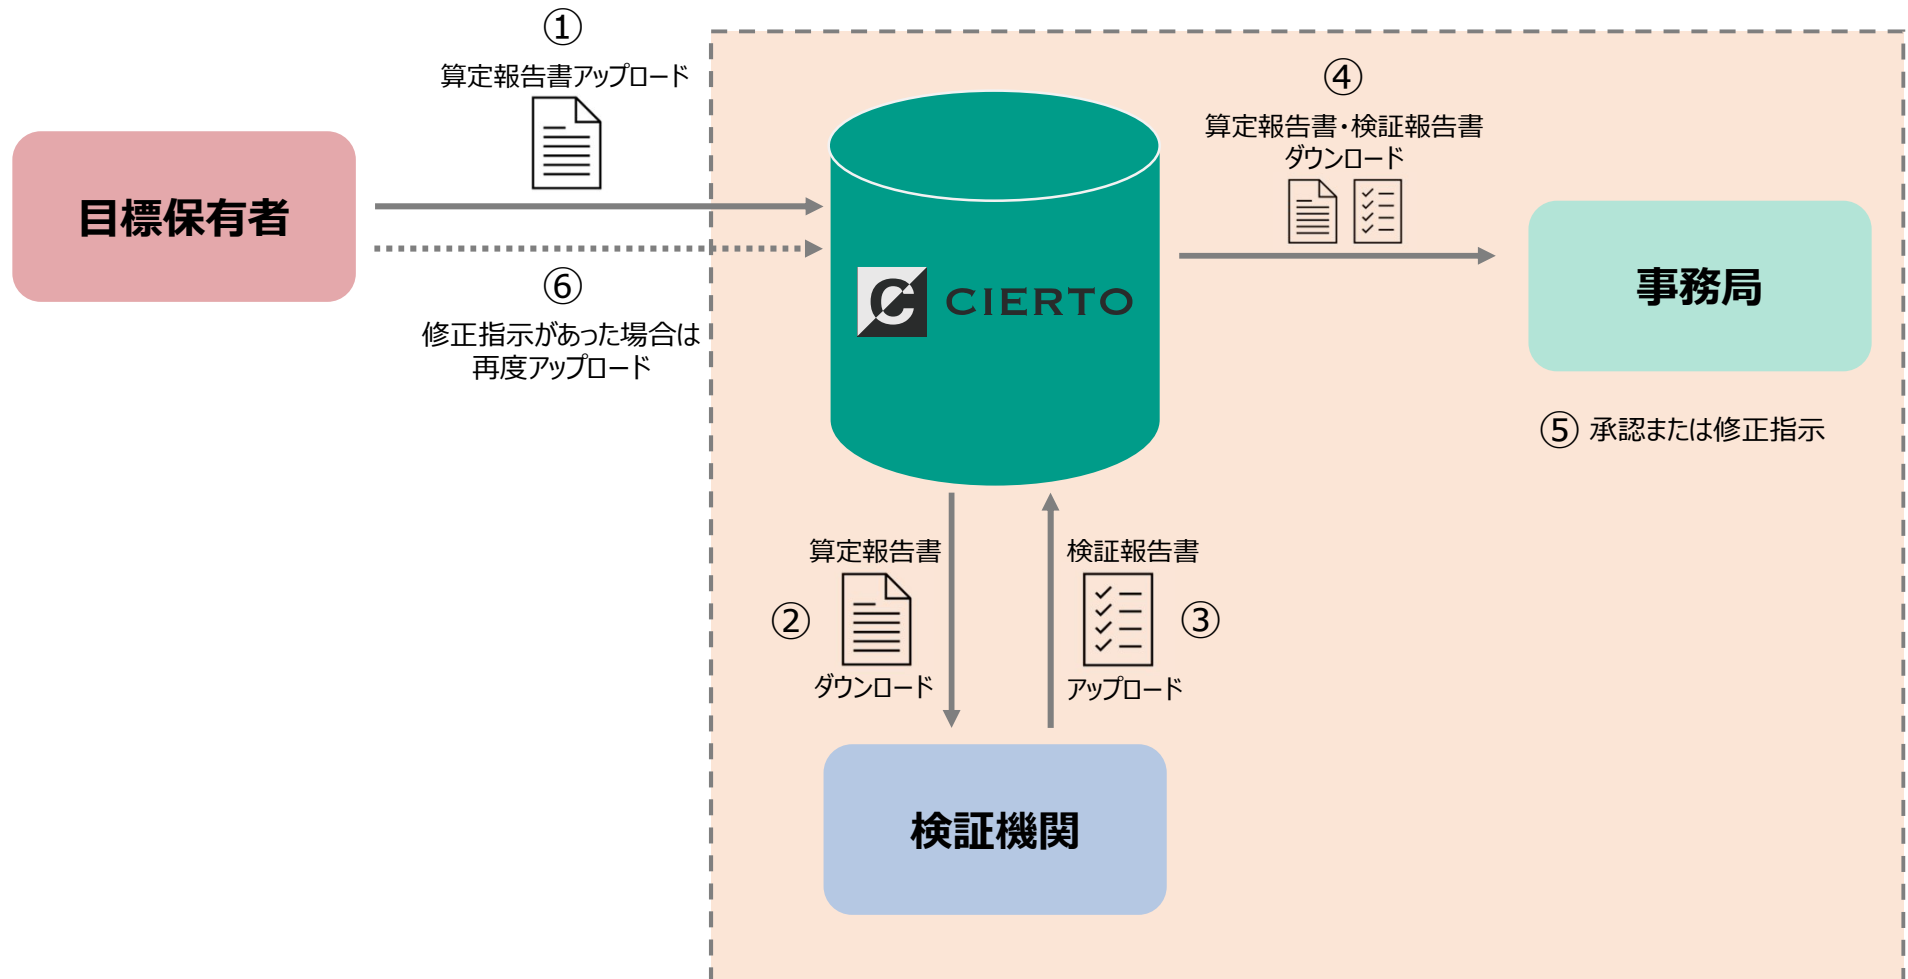 ①
算定報告書アップロード
目標保有者
⑥
修正指示があった場合は
再度アップロード
C CIERTO
④
算定報告書・検証報告書
ダウンロード
事務局
⑤ 承認または修正指示
算定報告書
②
ダウンロード
検証報告書
③
アップロード
検証機関